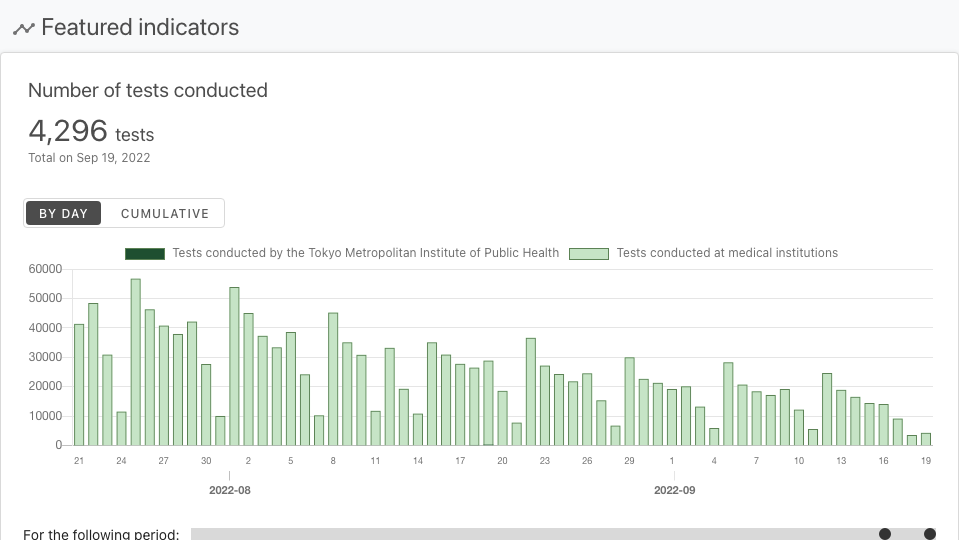 Featured indicators
Number of tests conducted
4,296 tests
Total on Sep 19, 2022
BY DAY CUMULATIVE
Tests conducted by the Tokyo Metropolitan Institute of Public Health Tests conducted at medical institutions
60000
50000
40000
30000
20000
10000
0
21 24 27 30 2 5 8 11 14 17 20 23 26 29 1 4 7 10 13 16 19
2022-08 2022-09
For the following period: